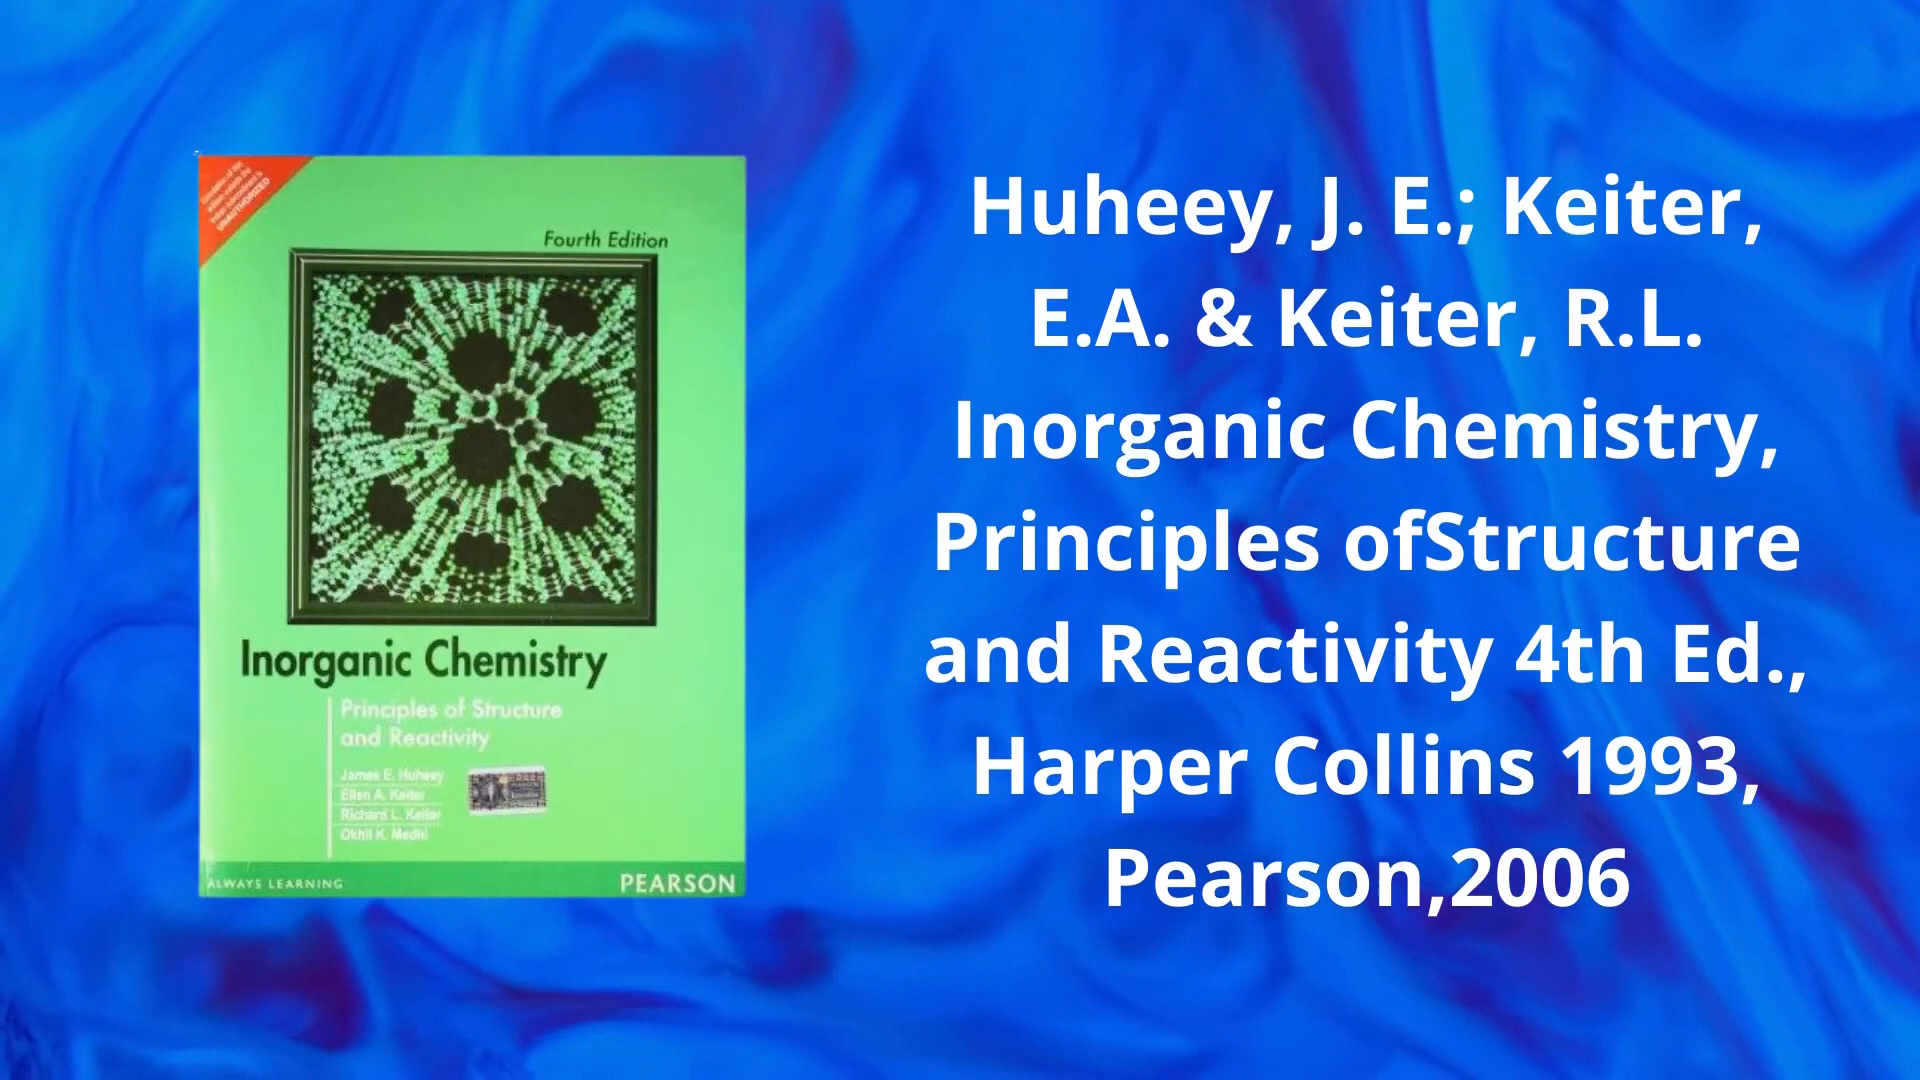 UNAUTHORIZED
Fourth Edition
Inorganic Chemistry
Principles of Structure
and Reactivity
James E. Huheey
Ellen A. Keiter
Richard L. Keiter
Okhil K. Medhi
ALWAYS LEARNING
PEARSON
Huheey, J. E.; Keiter,
E.A. & Keiter, R.L.
Inorganic Chemistry,
Principles ofStructure
and Reactivity 4th Ed.,
Harper Collins 1993,
Pearson,2006